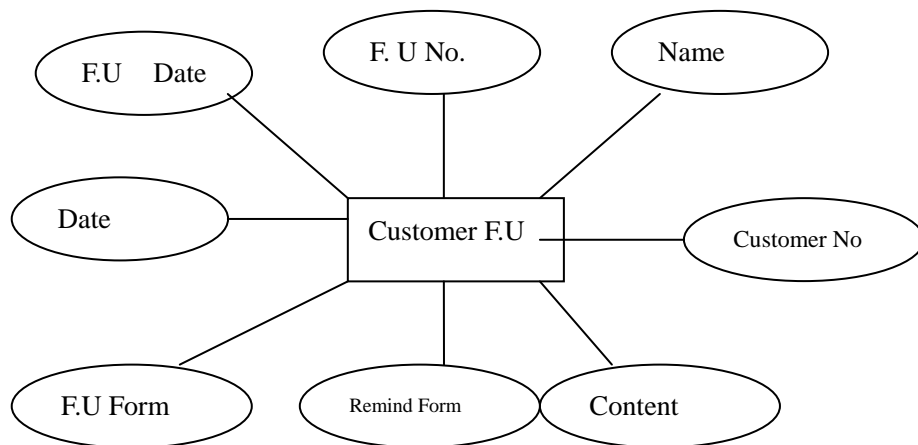 F.U Date
F. U No.
Name
Date
Customer F.U
Customer No
F.U Form
Remind Form
Content